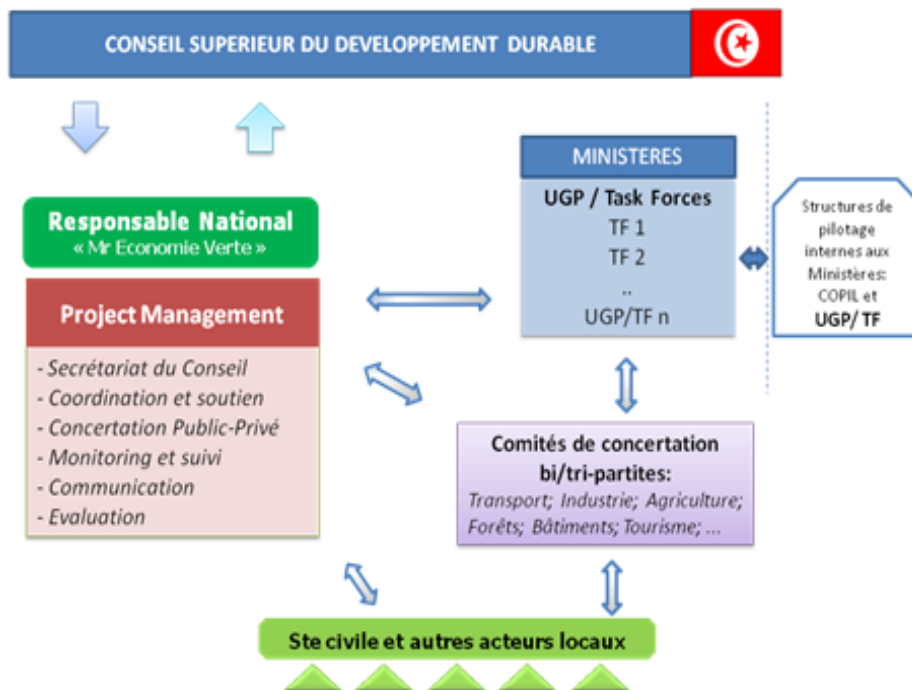 CONSEIL SUPERIEUR DU DEVELOPPEMENT DURABLE
Responsable National
« Mr Economie Verte »
Project Management
- Secrétariat du Conseil
- Coordination et soutien
- Concertation Public-Privé
- Monitoring et suivi
- Communication
- Evaluation
MINISTERES
UGP / Task Forces
TF 1
TF 2
..
UGP/TF n
Structures de
pilotage
internes aux
Ministères:
COPIL et
UGP/ TF
Comités de concertation
bi/tri-partites:
Transport; Industrie; Agriculture;
Forêts; Bâtiments; Tourisme; ...
Ste civile et autres acteurs locaux